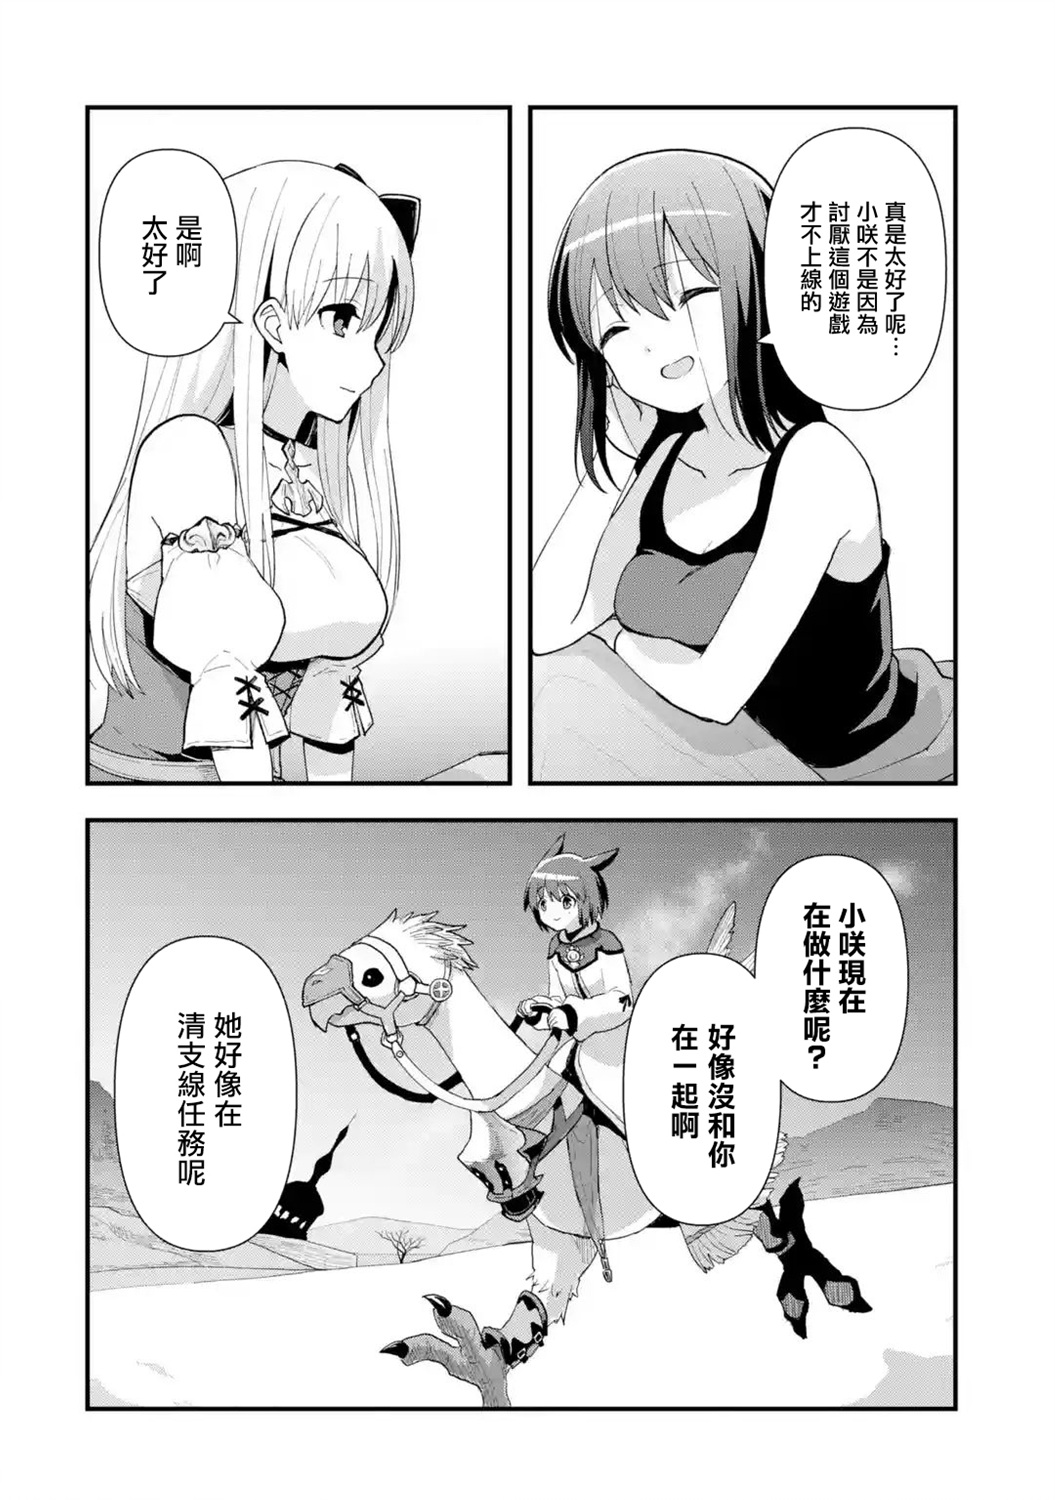 真是太好了呢…
小咲不是因為
討厭這個遊戲
才不上線的
是啊
太好了
小咲現在
在做什麼呢？
好像沒和你
在一起啊
她好像在
清支線任務呢